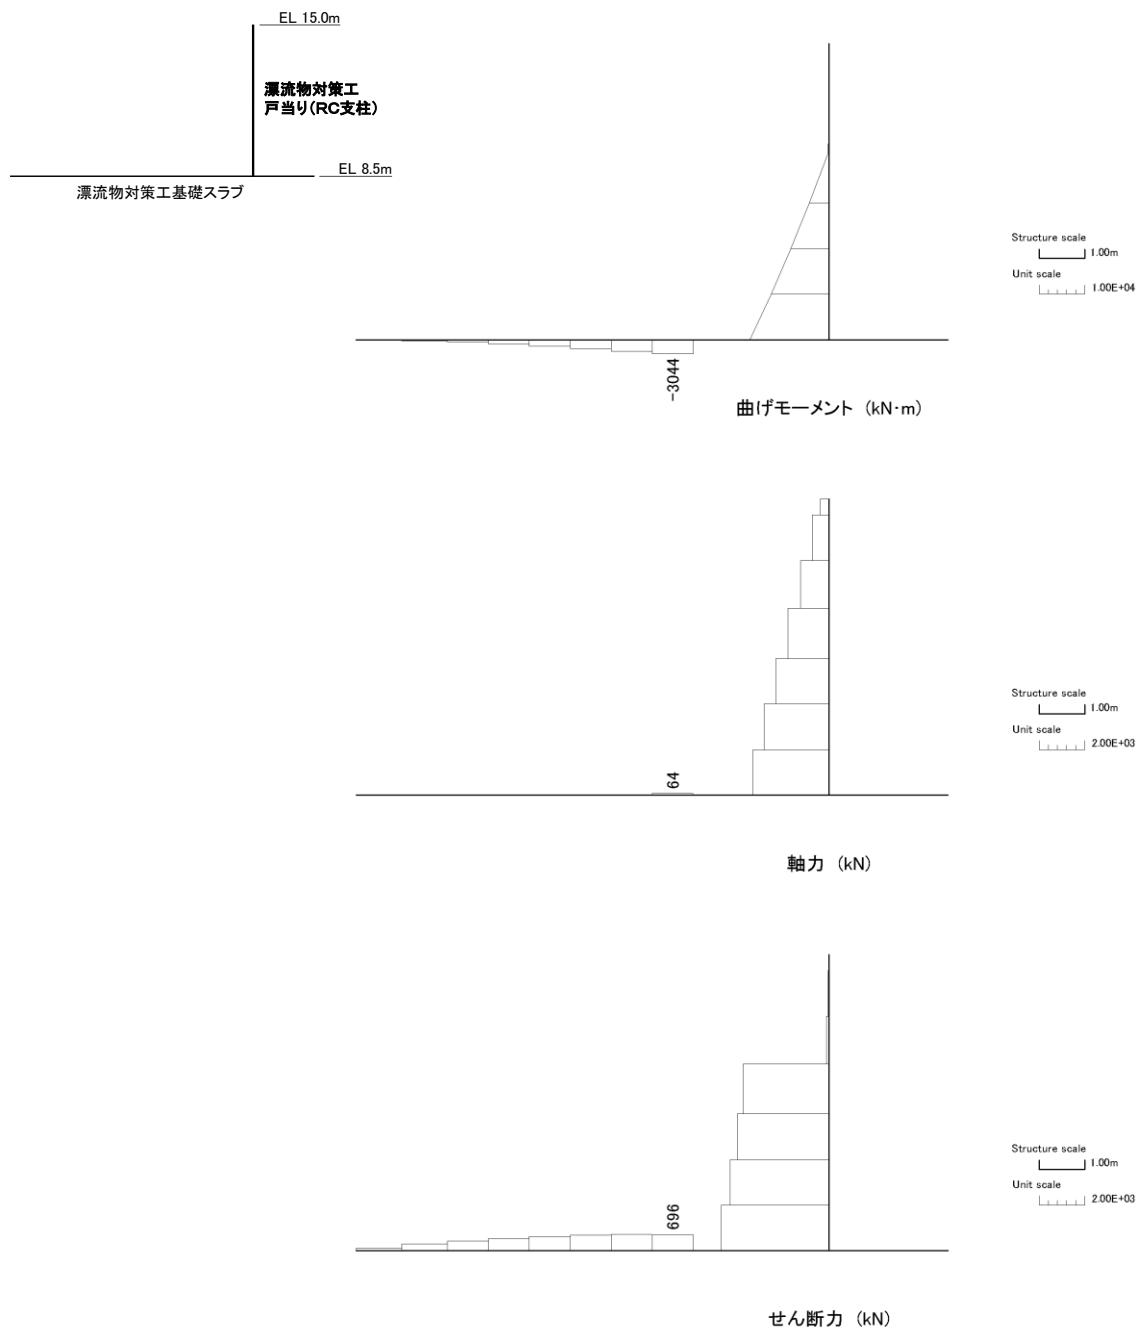 EL 15.0m
漂流物対策工
戸当り(RC支柱)
EL 8.5m
漂流物対策工基礎スラブ
Structure scale
1.00m
Unit scale
1.00E+04
-3044
曲げモーメント (kN・m)
Structure scale
1.00m
Unit scale
2.00E+03
64
軸力 (kN)
Structure scale
1.00m
Unit scale
2.00E+03
696
せん断力 (kN)